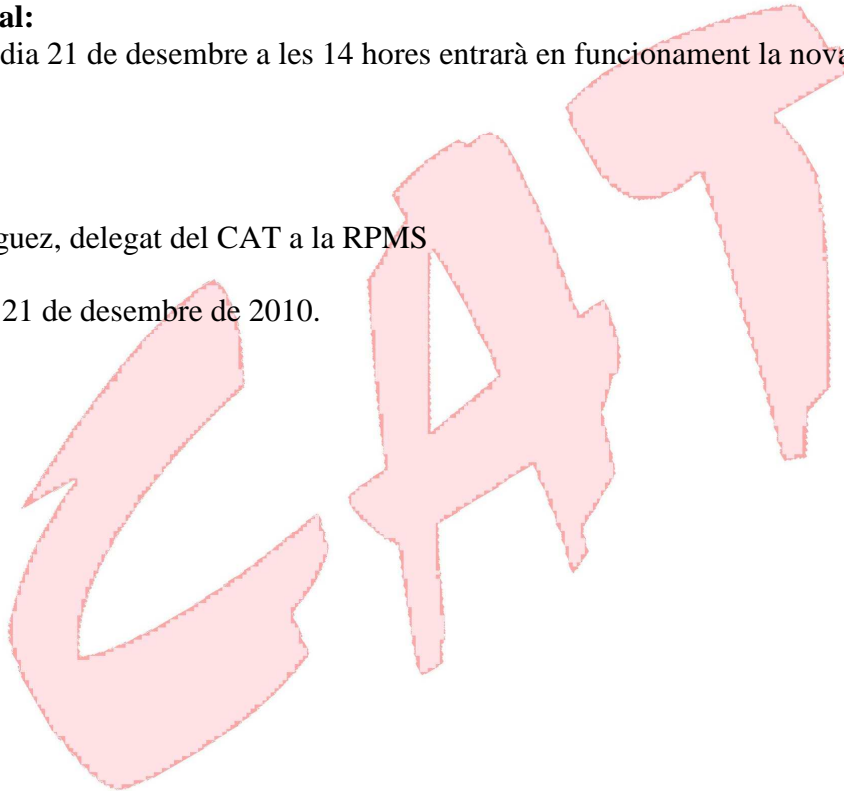 al:
dia 21 de desembre a les 14 hores entrarà en funcionament la nova
guez, delegat del CAT a la RPMS
21 de desembre de 2010.
CAT